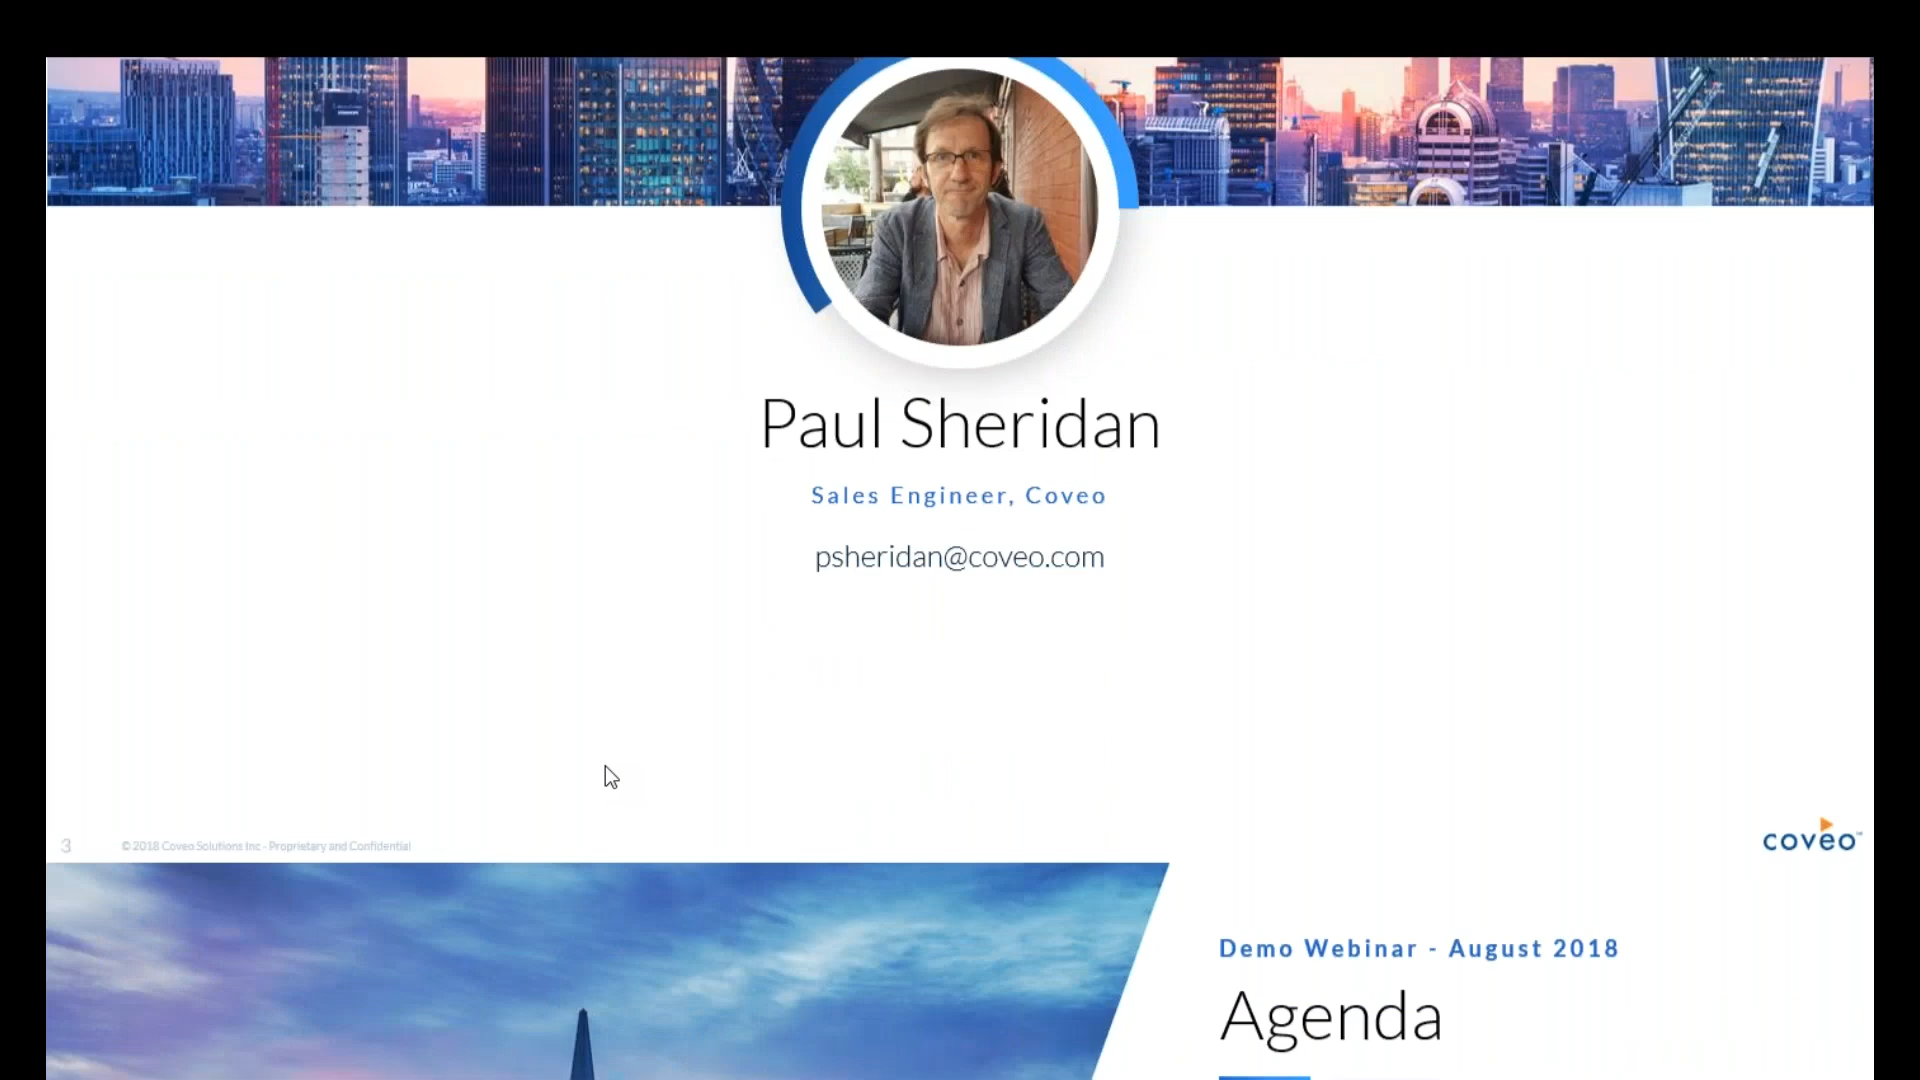 Paul Sheridan
Sales Engineer, Coveo
psheridan@coveo.com
3
© 2018 Coveo Solutions Inc - Proprietary and Confidential
coveo™
Demo Webinar - August 2018
Agenda